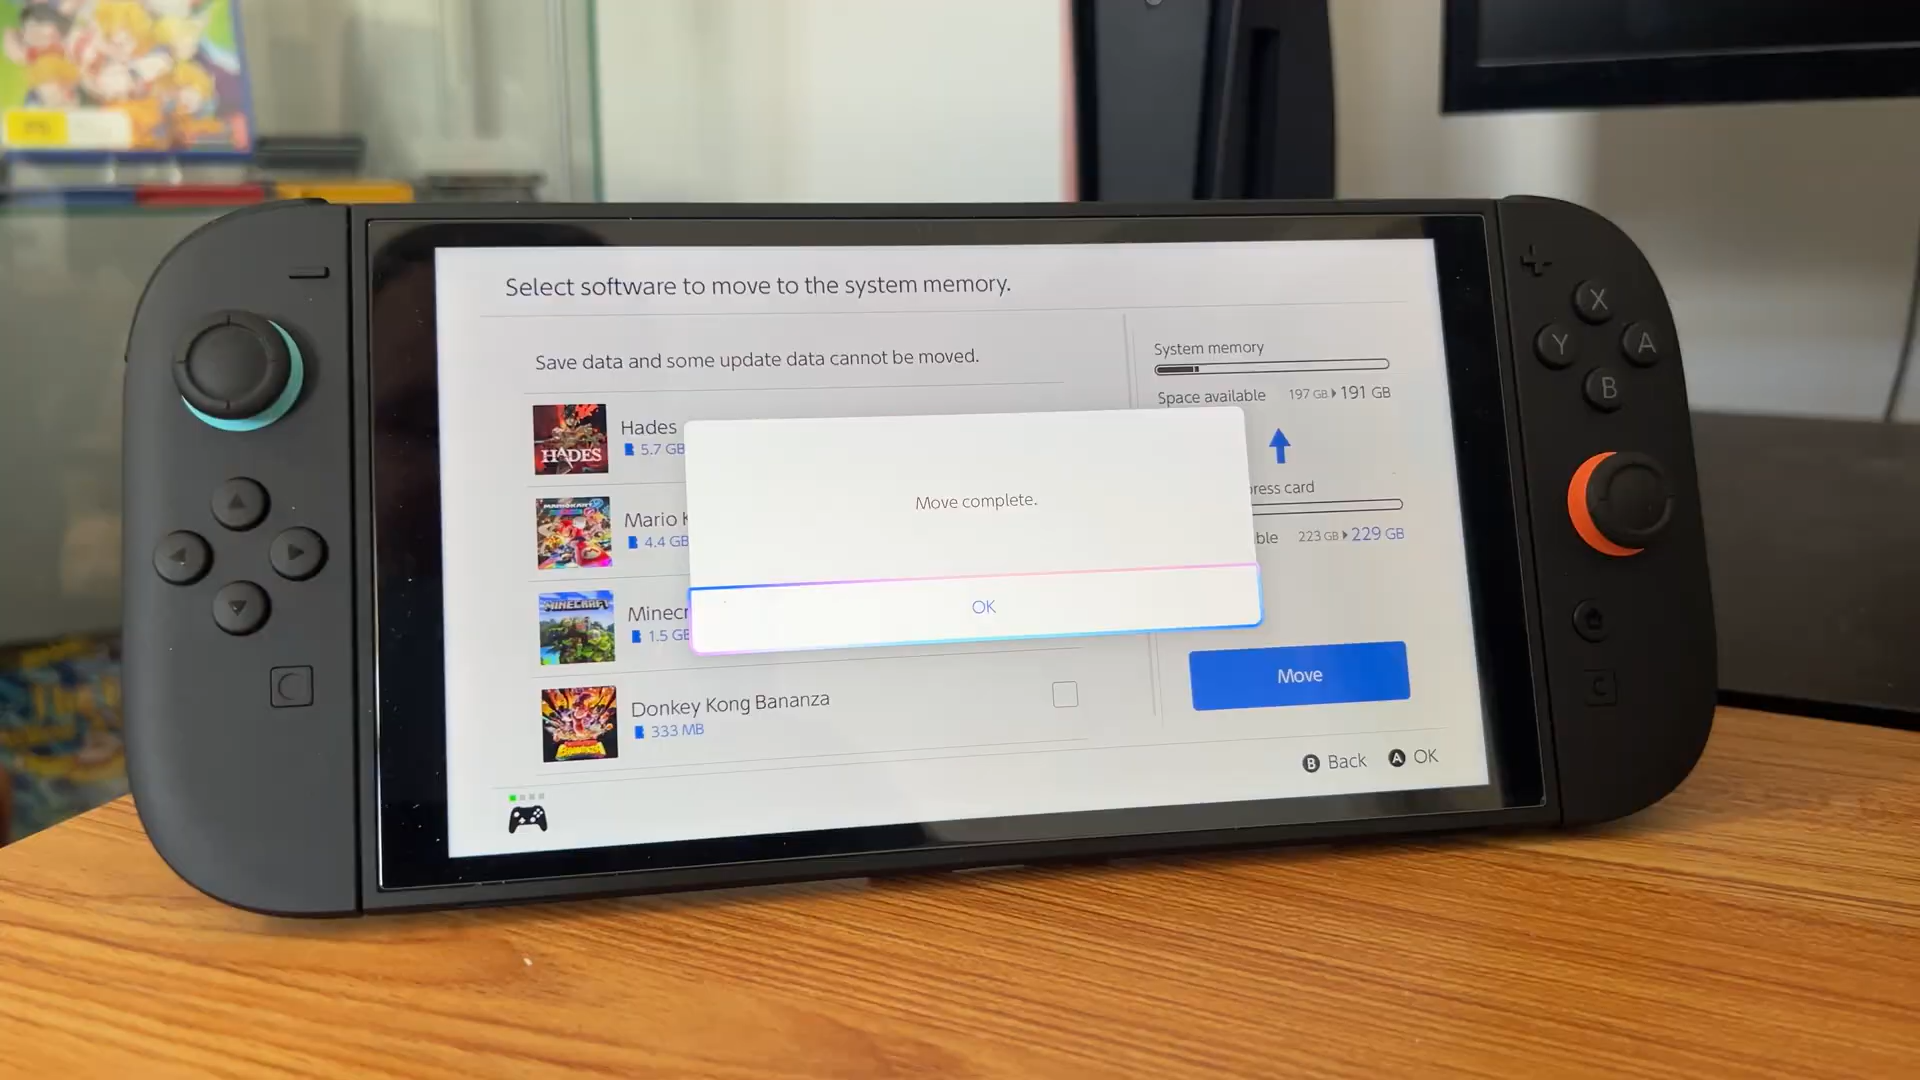 Select software to move to the system memory.
Save data and some update data cannot be moved.
Hades
5.7 GB
HADES
Mario K
4.4 GB
MINECRAFT
Minecr
1.5 GB
Donkey Kong Bananza
333 MB
BANANZA
System memory
Space available 197 GB 191 GB
ress card
ble 223 GB 229 GB
Move complete.
OK
Move
B Back A OK
X
Y
A
B
C
C